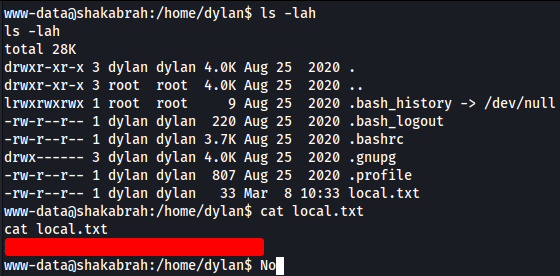 www-data@shakabrah:/home/dylan$ ls -lah
ls -lah
total 28K
drwxr-xr-x 3 dylan dylan 4.0K Aug 25  2020 .
drwxr-xr-x 3 root  root  4.0K Aug 25  2020 ..
lrwxrwxrwx 1 root  root     9 Aug 25  2020 .bash_history -> /dev/null
-rw-r--r-- 1 dylan dylan  220 Aug 25  2020 .bash_logout
-rw-r--r-- 1 dylan dylan 3.7K Aug 25  2020 .bashrc
drwx------ 3 dylan dylan 4.0K Aug 25  2020 .gnupg
-rw-r--r-- 1 dylan dylan  807 Aug 25  2020 .profile
-rw-r--r-- 1 dylan dylan   33 Mar  8 10:33 local.txt
www-data@shakabrah:/home/dylan$ cat local.txt
cat local.txt
www-data@shakabrah:/home/dylan$ No